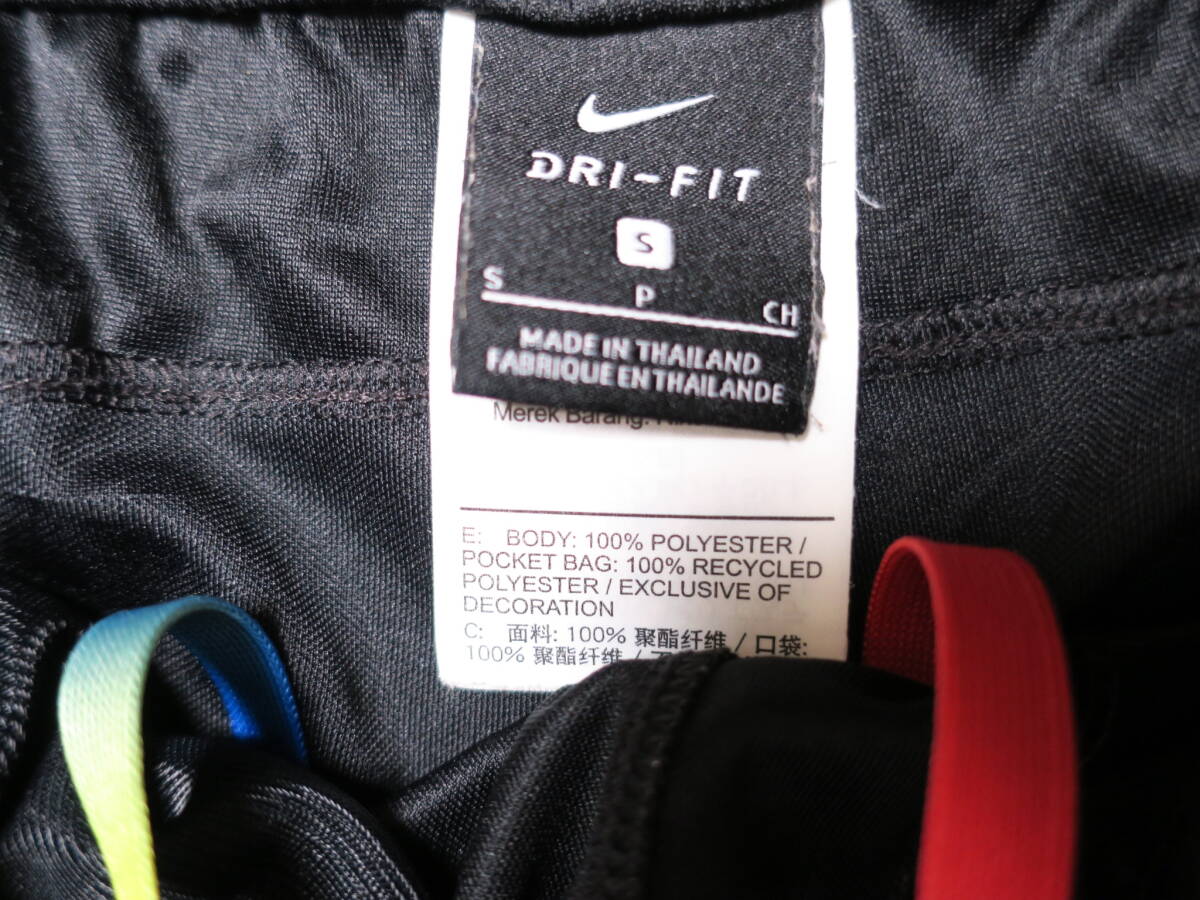 DRI-FIT
S
S P CH
MADE IN THAILAND
FABRIQUE EN THAILANDE
Merek Barang:
E: BODY: 100% POLYESTER /
POCKET BAG: 100% RECYCLED
POLYESTER / EXCLUSIVE OF
DECORATION
C: 面料: 100% 聚酯纤维 / 口袋:
100% 聚酯纤维 /